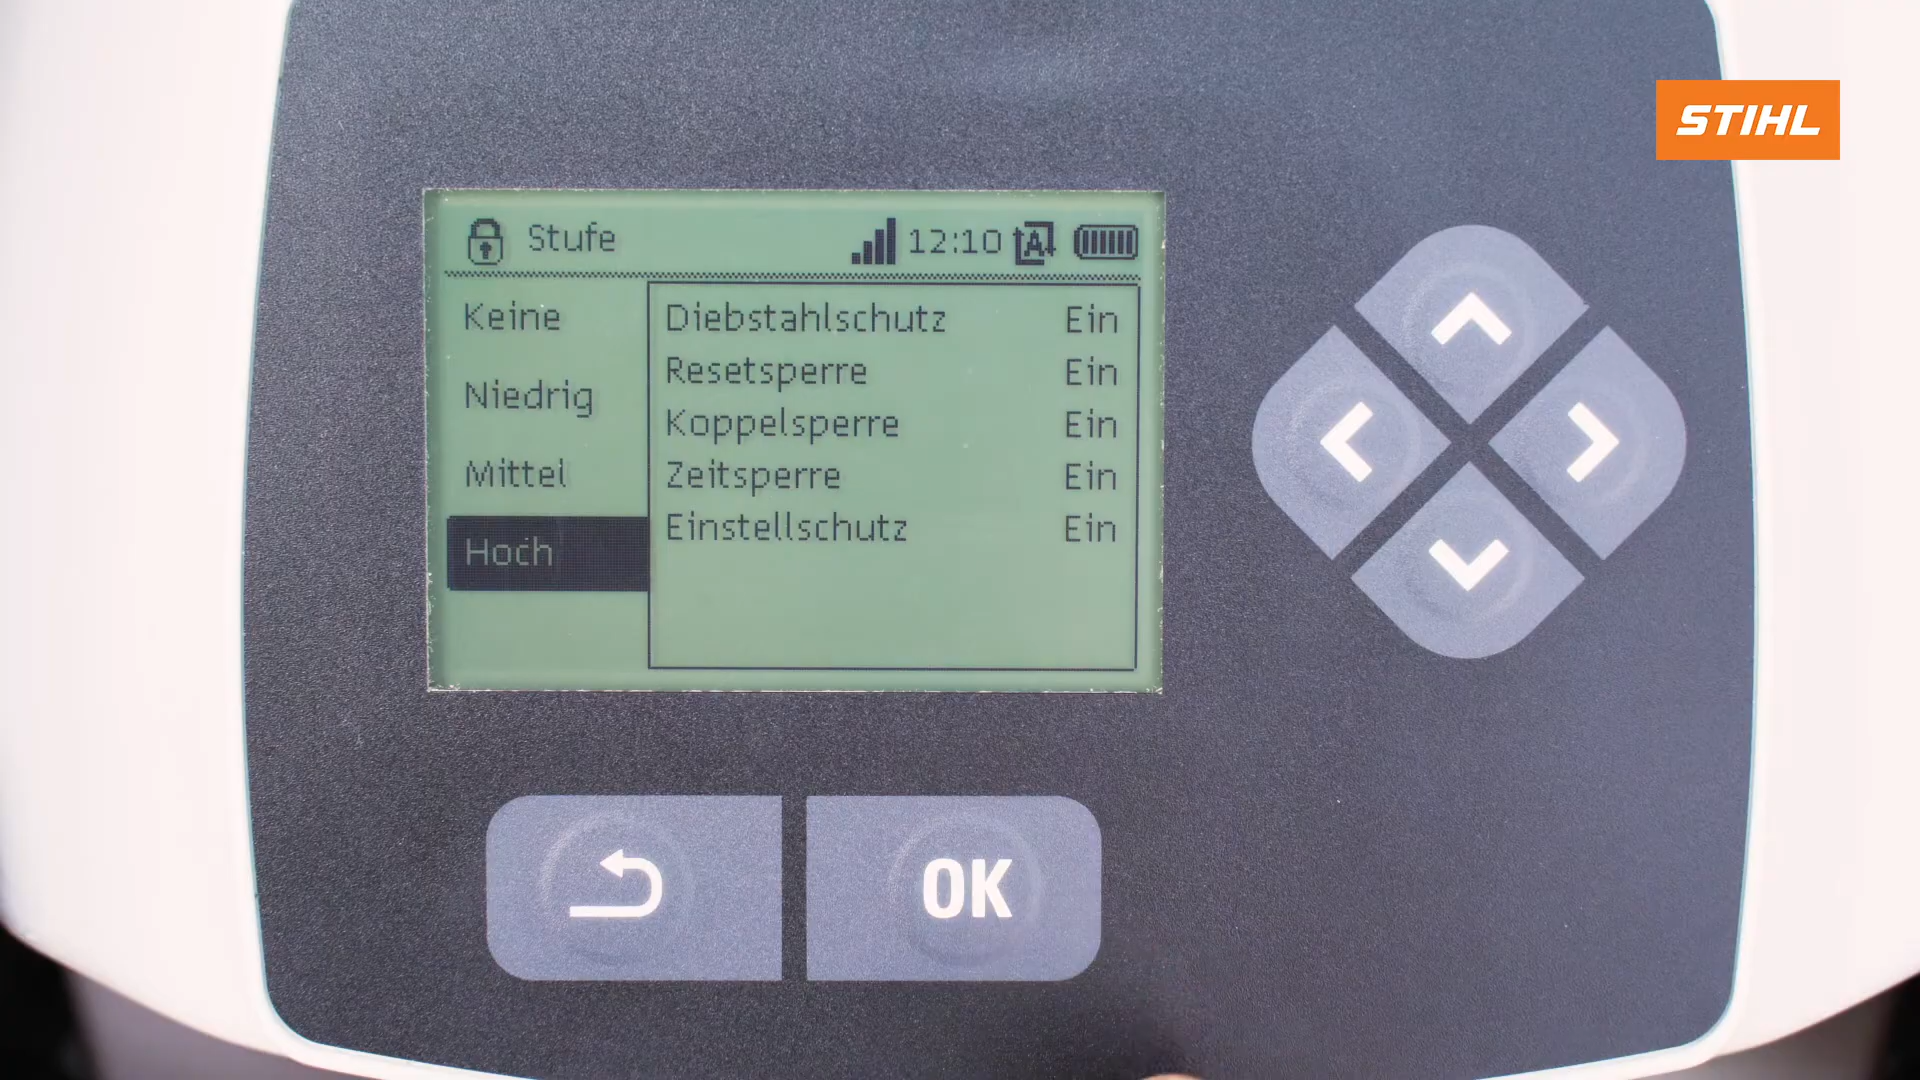 STIHL
Stufe 12:10 A
Keine
Niedrig
Mittel
Hoch
Diebstahlschutz Ein
Resetsperre Ein
Koppelsperre Ein
Zeitsperre Ein
Einstellschutz Ein
OK